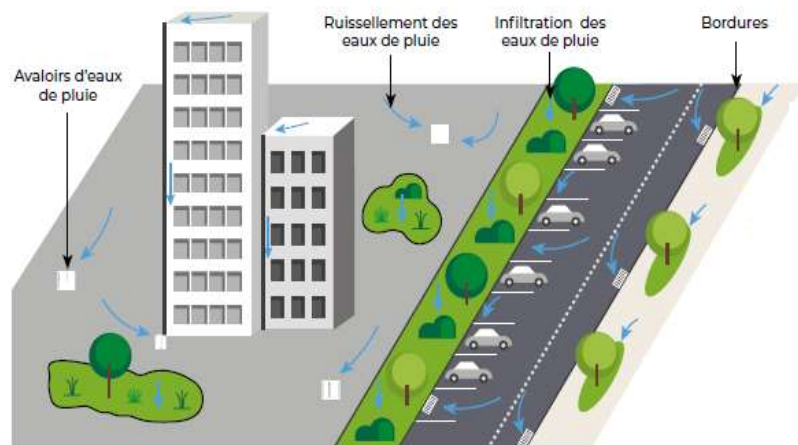 Ruissellement des
eaux de pluie
Infiltration des
eaux de pluie
Bordures
Avaloirs d'eaux
de pluie